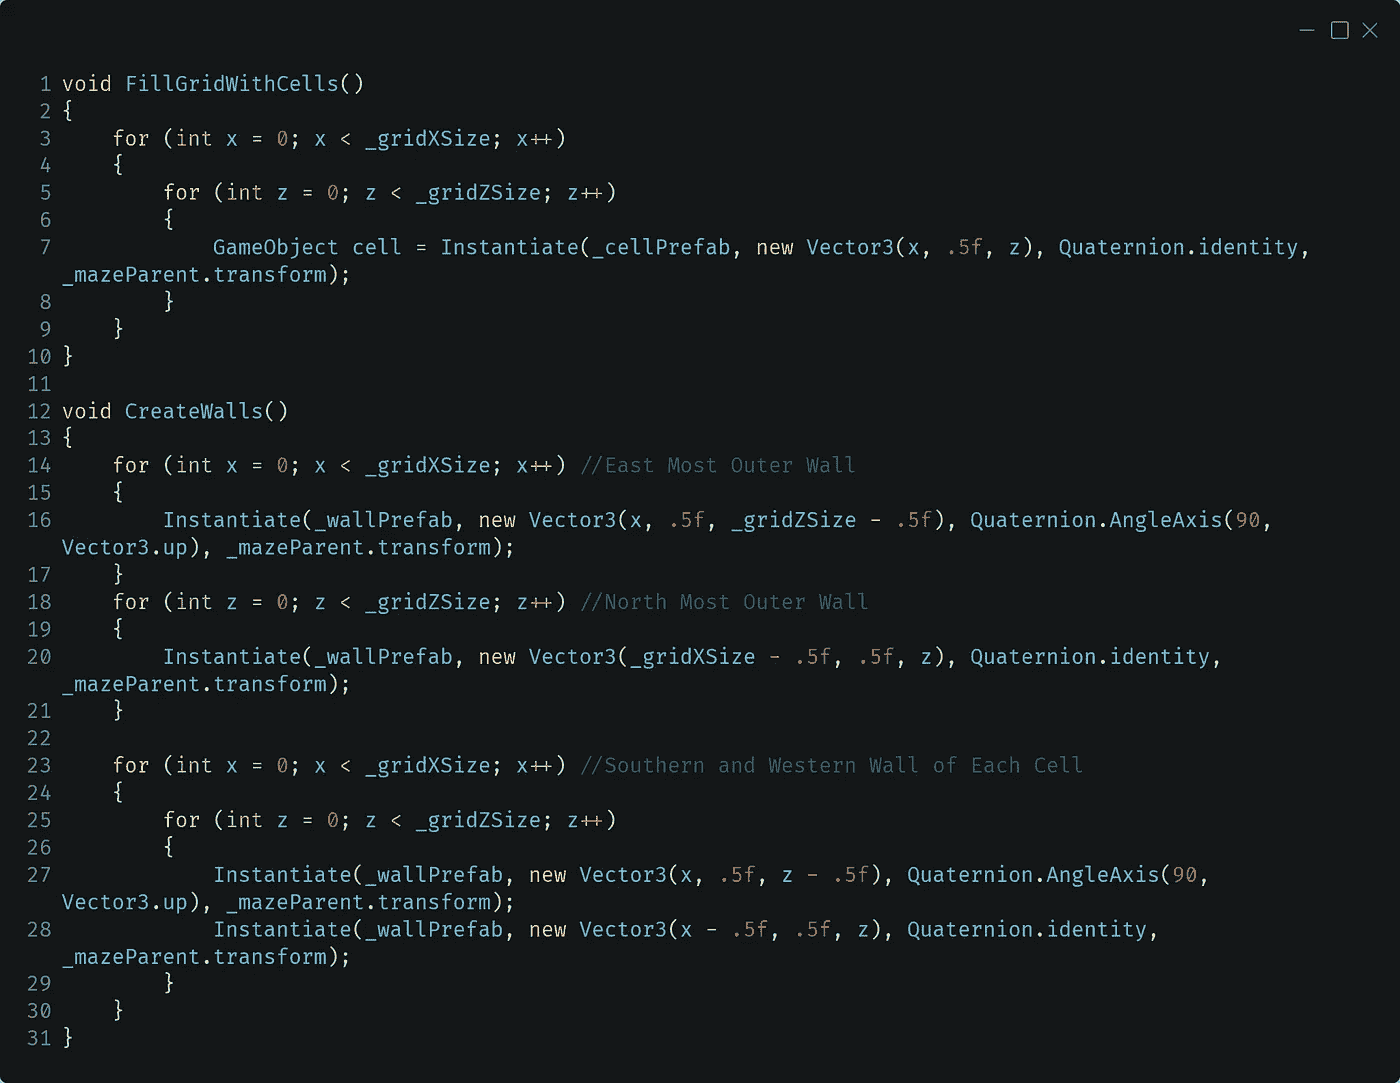 1 void FillGridWithCells()
2 {
3     for (int x = 0; x < _gridXSize; x++)
4     {
5         for (int z = 0; z < _gridZSize; z++)
6         {
7             GameObject cell = Instantiate(_cellPrefab, new Vector3(x, .5f, z), Quaternion.identity,
_mazeParent.transform);
8         }
9     }
10 }
11
12 void CreateWalls()
13 {
14     for (int x = 0; x < _gridXSize; x++) //East Most Outer Wall
15     {
16         Instantiate(_wallPrefab, new Vector3(x, .5f, _gridZSize - .5f), Quaternion.AngleAxis(90,
Vector3.up), _mazeParent.transform);
17     }
18     for (int z = 0; z < _gridZSize; z++) //North Most Outer Wall
19     {
20         Instantiate(_wallPrefab, new Vector3(_gridXSize - .5f, .5f, z), Quaternion.identity,
_mazeParent.transform);
21     }
22
23     for (int x = 0; x < _gridXSize; x++) //Southern and Western Wall of Each Cell
24     {
25         for (int z = 0; z < _gridZSize; z++)
26         {
27             Instantiate(_wallPrefab, new Vector3(x, .5f, z - .5f), Quaternion.AngleAxis(90,
Vector3.up), _mazeParent.transform);
28             Instantiate(_wallPrefab, new Vector3(x - .5f, .5f, z), Quaternion.identity,
_mazeParent.transform);
29         }
30     }
31 }